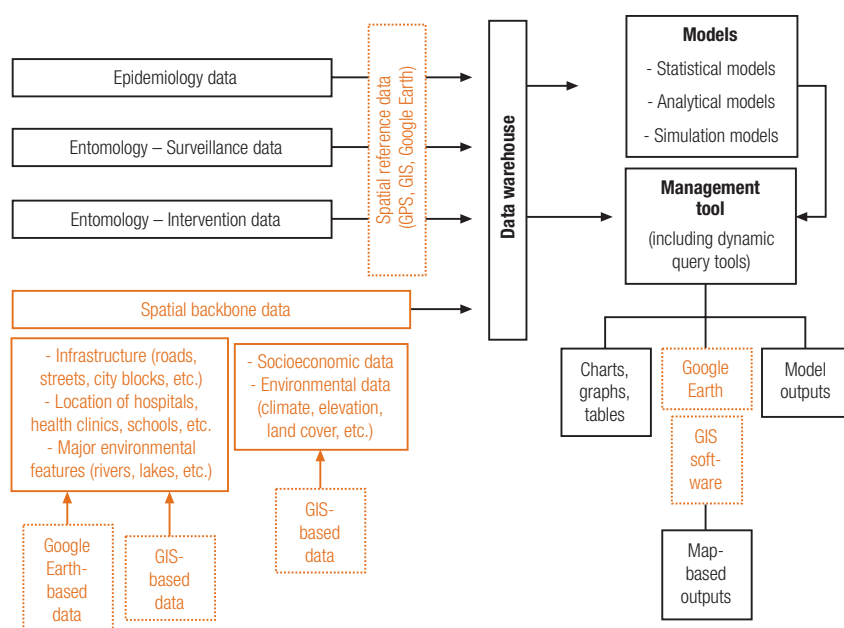 Epidemiology data
Entomology – Surveillance data
Entomology – Intervention data
Spatial reference data
(GPS, GIS, Google Earth)
Spatial backbone data
- Infrastructure (roads,
streets, city blocks, etc.)
- Location of hospitals,
health clinics, schools, etc.
- Major environmental
features (rivers, lakes, etc.)
- Socioeconomic data
- Environmental data
(climate, elevation,
land cover, etc.)
Google
Earth-
based
data
GIS-
based data
GIS-
based
data
Data warehouse
Models
- Statistical models
- Analytical models
- Simulation models
Management
tool
(including dynamic
query tools)
Charts,
graphs,
tables
Google
Earth
Model
outputs
GIS
soft-
ware
Map-
based
outputs